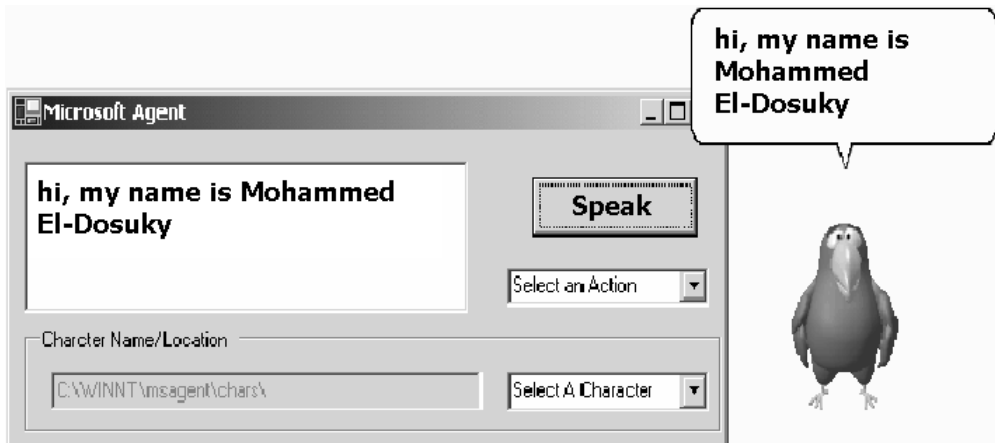 hi, my name is
Mohammed
El-Dosuky
Microsoft Agent
hi, my name is Mohammed
El-Dosuky
Speak
Select an Action
Charcter Name/Location
C:\WINNT\msagent\chars\
Select A Character